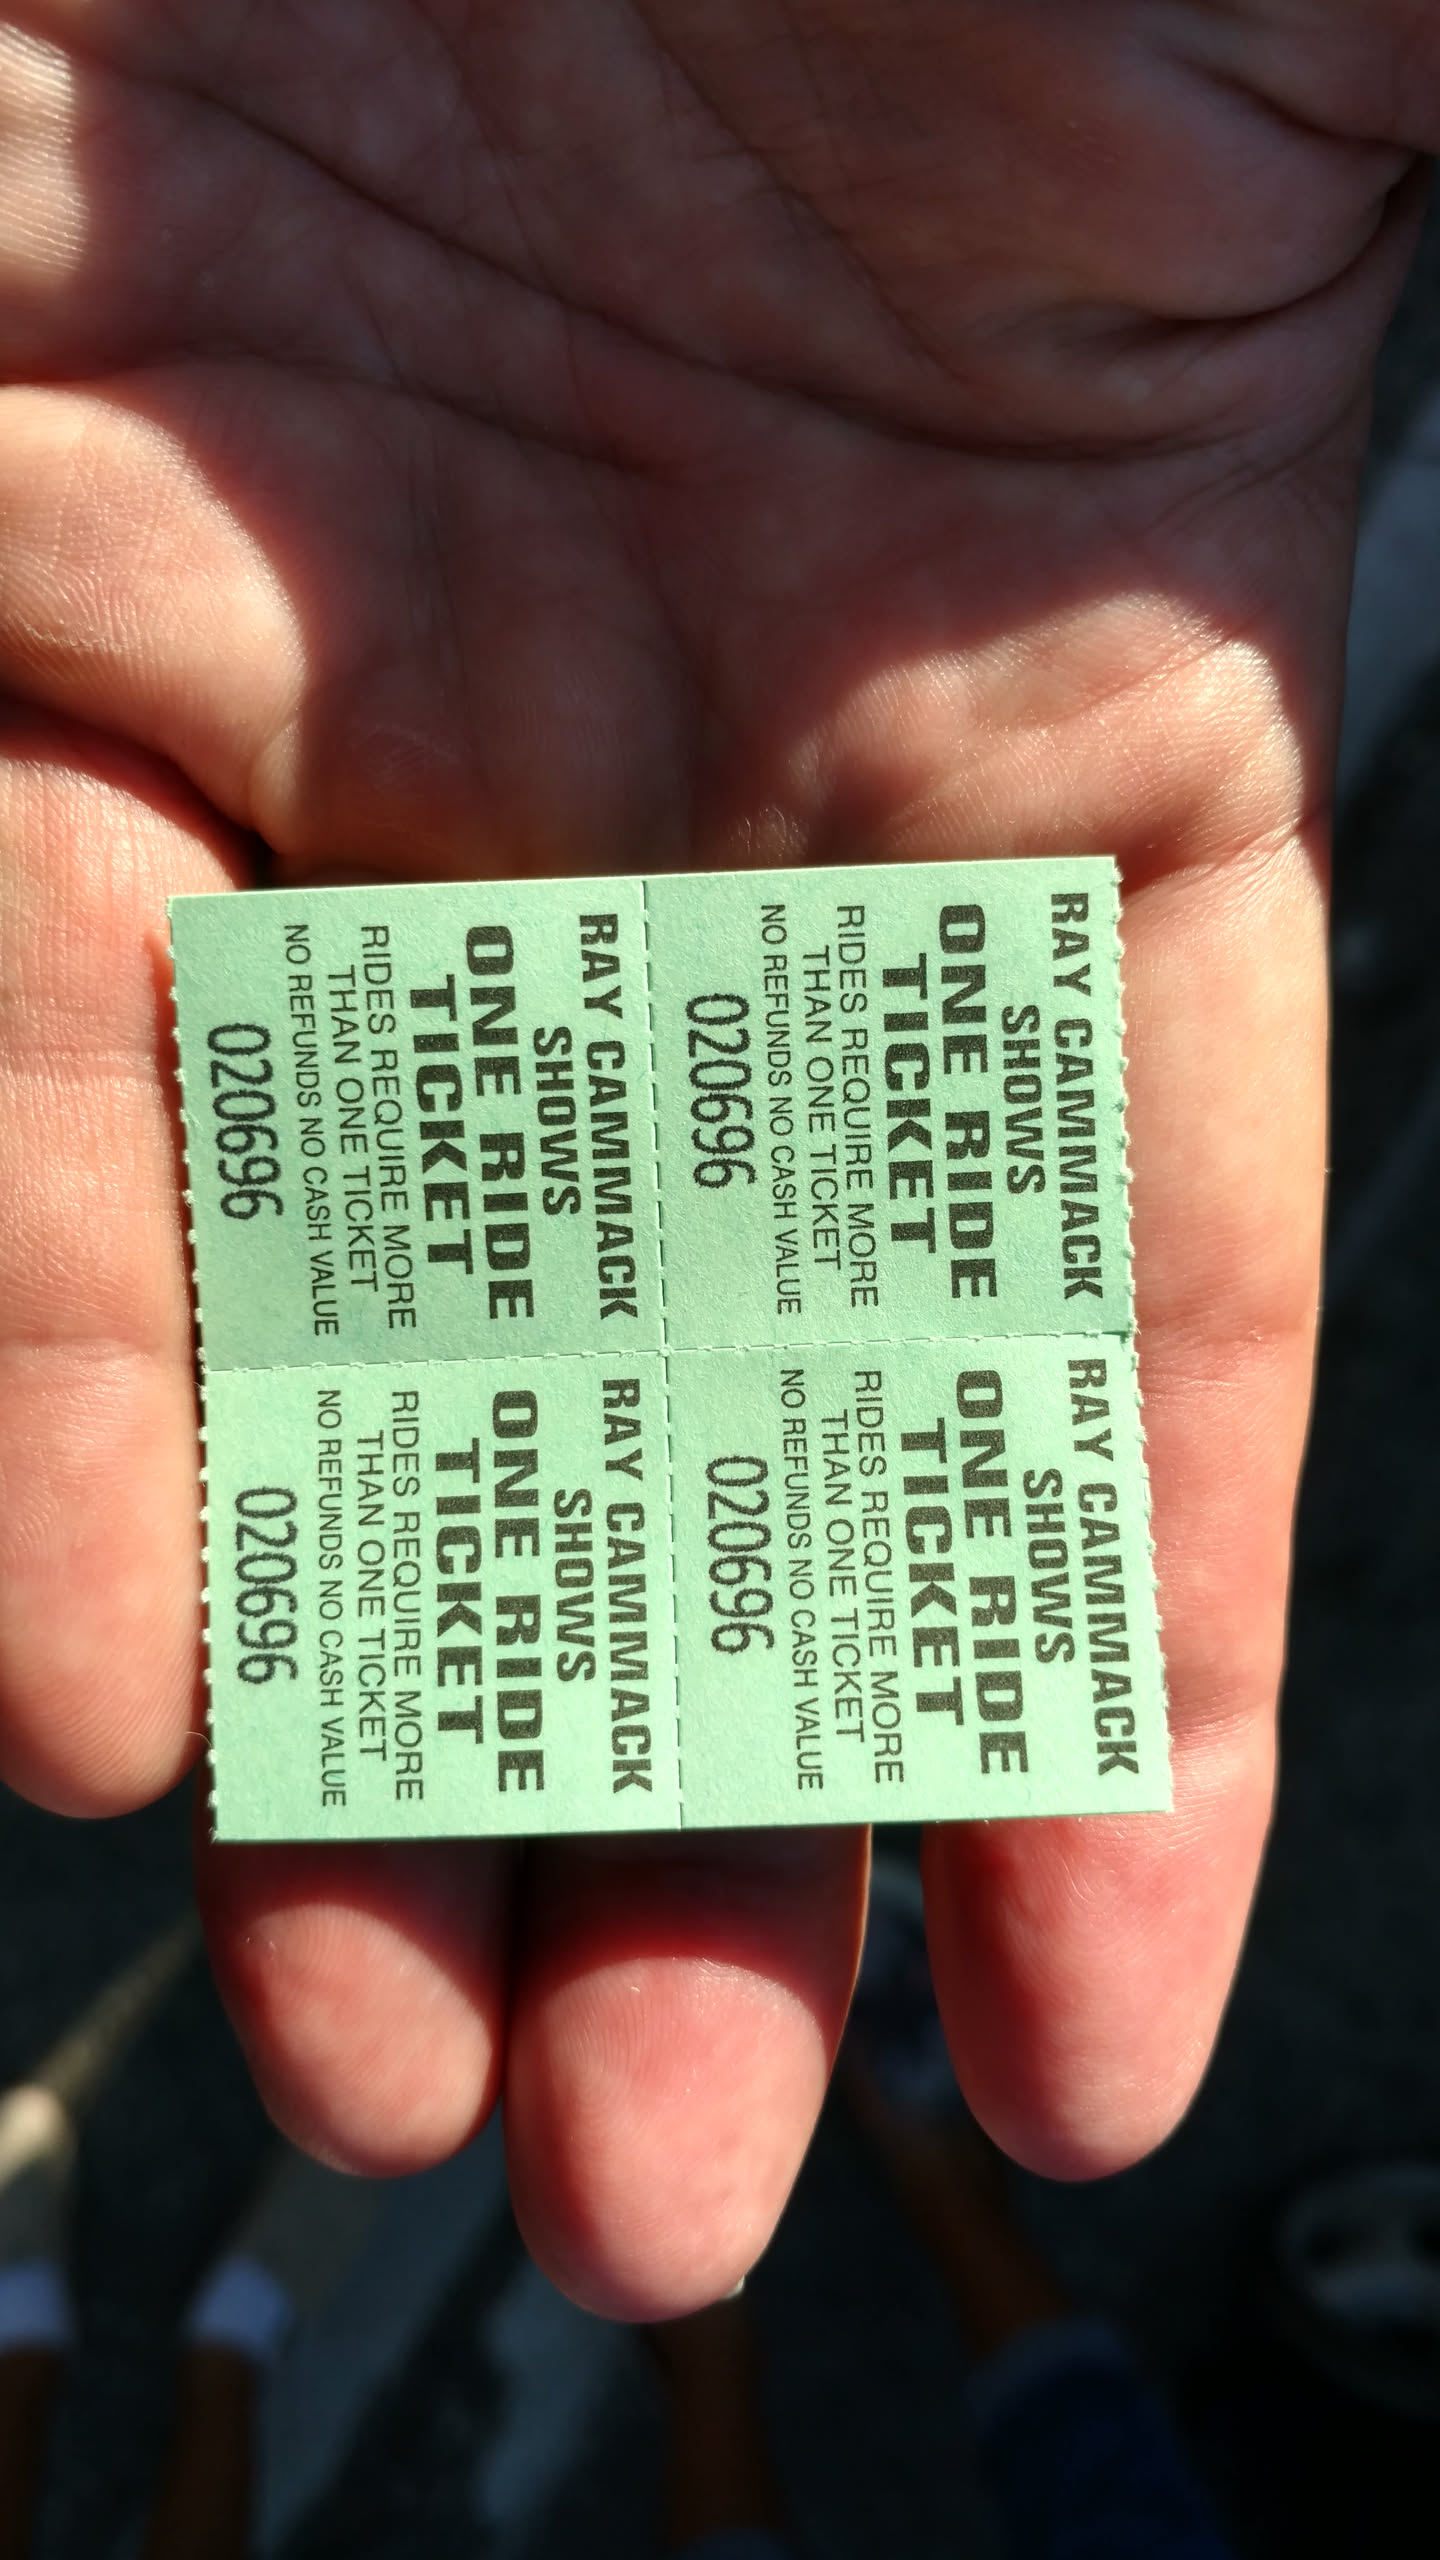 RAY CAMMACK
SHOWS
ONE RIDE
TICKET
RIDES REQUIRE MORE
THAN ONE TICKET
NO REFUNDS NO CASH VALUE
020696
RAY CAMMACK
SHOWS
ONE RIDE
TICKET
RIDES REQUIRE MORE
THAN ONE TICKET
NO REFUNDS NO CASH VALUE
020696
RAY CAMMACK
SHOWS
ONE RIDE
TICKET
RIDES REQUIRE MORE
THAN ONE TICKET
NO REFUNDS NO CASH VALUE
020696
RAY CAMMACK
SHOWS
ONE RIDE
TICKET
RIDES REQUIRE MORE
THAN ONE TICKET
NO REFUNDS NO CASH VALUE
020696